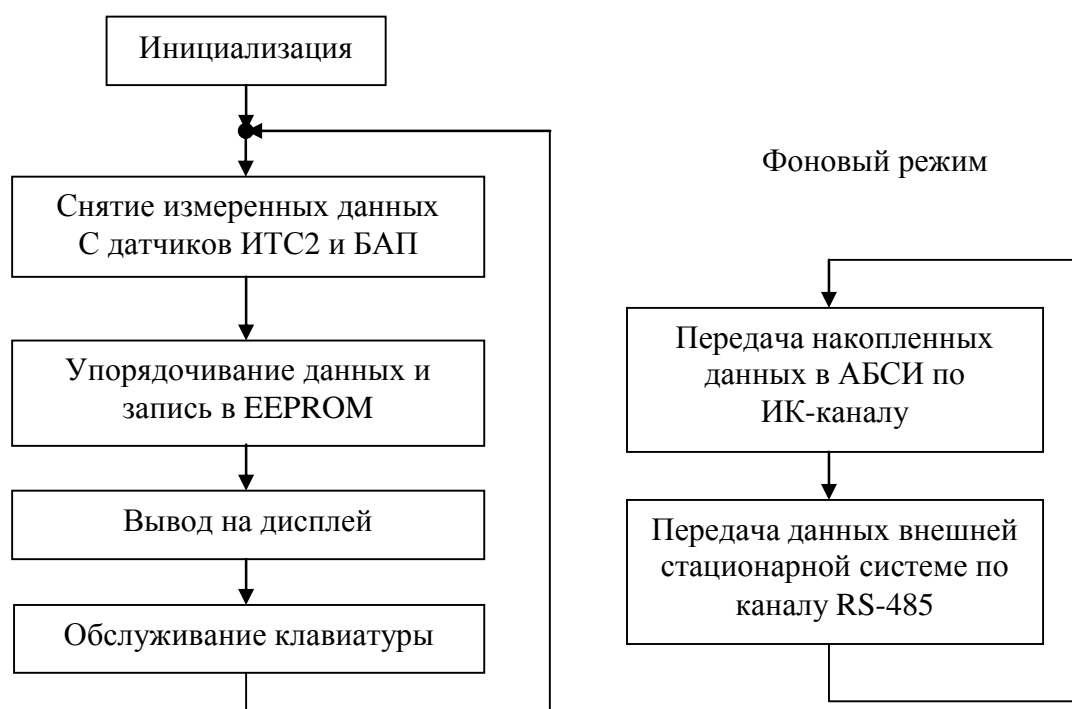 Инициализация
Снятие измеренных данных
С датчиков ИТС2 и БАП
Упорядочивание данных и
запись в EEPROM
Вывод на дисплей
Обслуживание клавиатуры
Фоновый режим
Передача накопленных
данных в АБСИ по
ИК-каналу
Передача данных внешней
стационарной системе по
каналу RS-485